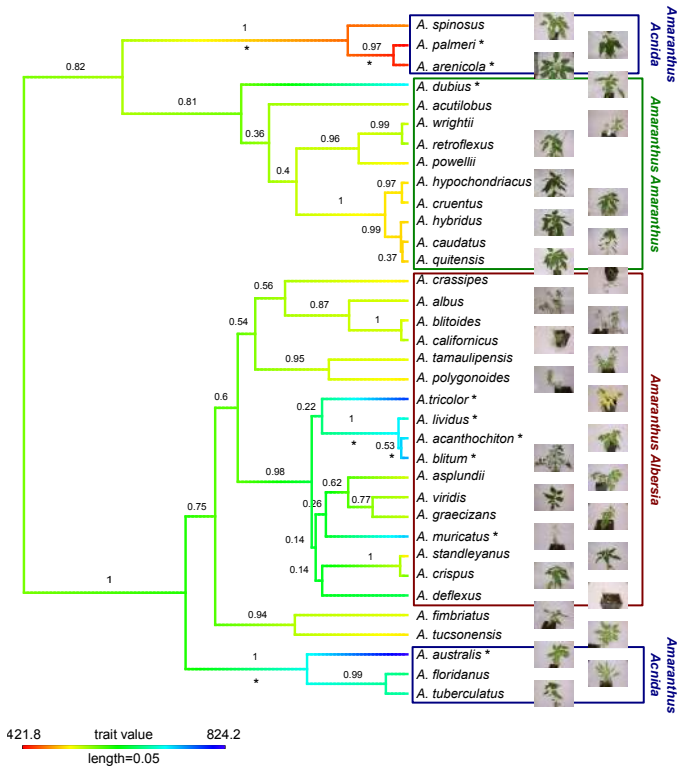 Amaranthus
Acnida
A. spinosus
A. palmeri *
A. arenicola *
A. dubius *
A. acutilobus
A. wrightii
A. retroflexus
A. powellii
A. hypochondriacus
A. cruentus
A. hybridus
A. caudatus
A. quitensis
Amaranthus Amaranthus
A. crassipes
A. albus
A. blitoides
A. californicus
A. tamaulipensis
A. polygonoides
A.tricolor *
A. lividus *
A. acanthochiton *
A. blitum *
A. asplundii
A. viridis
A. graecizans
A. muricatus *
A. standleyanus
A. crispus
A. deflexus
Amaranthus Albersia
A. fimbriatus
A. tucsonensis
A. australis *
A. floridanus
A. tuberculatus
Amaranthus
Acnida
1
*
0.97
*
0.82
0.81
0.36
0.99
0.96
0.4
0.97
1
0.99
0.37
0.56
0.87
1
0.54
0.95
0.6
0.22
1
*
0.53
*
0.98
0.62
0.77
0.26
0.14
1
0.14
0.75
0.94
1
1
*
0.99
421.8 trait value 824.2
length=0.05